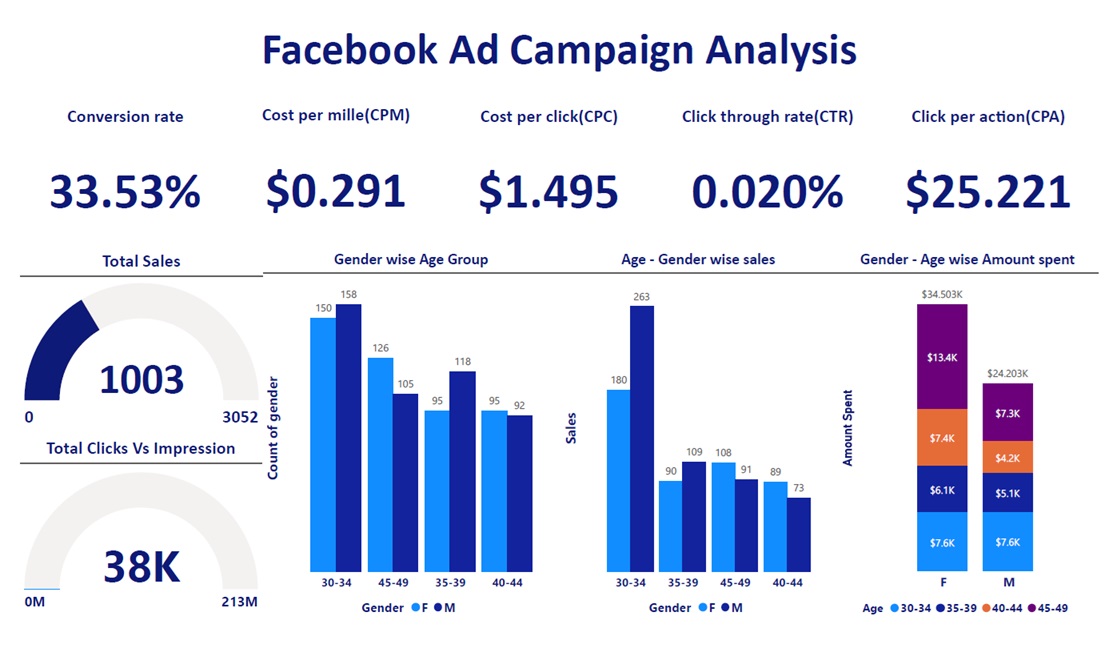 Facebook Ad Campaign Analysis
Conversion rate
33.53%
Cost per mille(CPM)
$0.291
Cost per click(CPC)
$1.495
Click through rate(CTR)
0.020%
Click per action(CPA)
$25.221
Total Sales
1003
0
3052
Total Clicks Vs Impression
38K
0M
213M
Gender wise Age Group
Count of gender
150
158
126
105
95
118
95
92
30-34
45-49
35-39
40-44
Gender F M
Age - Gender wise sales
Sales
180
263
90
109
108
91
89
73
30-34
35-39
45-49
40-44
Gender F M
Gender - Age wise Amount spent
Amount Spent
$34.503K
$13.4K
$7.4K
$6.1K
$7.6K
$24.203K
$7.3K
$4.2K
$5.1K
$7.6K
F
M
Age 30-34 35-39 40-44 45-49